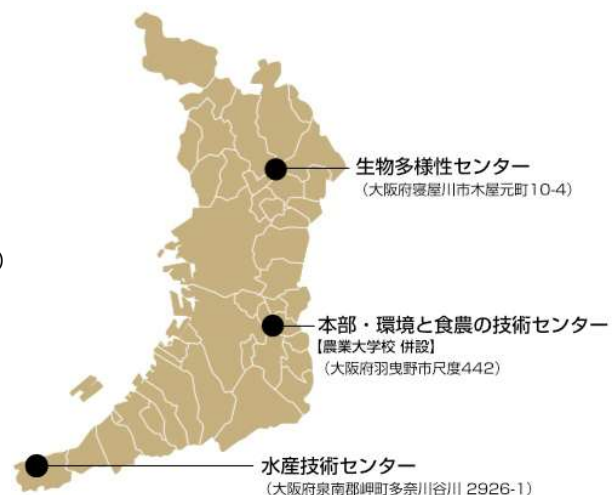 生物多様性センター
（大阪府寝屋川市木屋元町10-4）
）
本部・環境と食農の技術センター
【農業大学校 併設】
（大阪府羽曳野市尺度442）
水産技術センター
（大阪府泉南郡岬町多奈川谷川 2926-1）